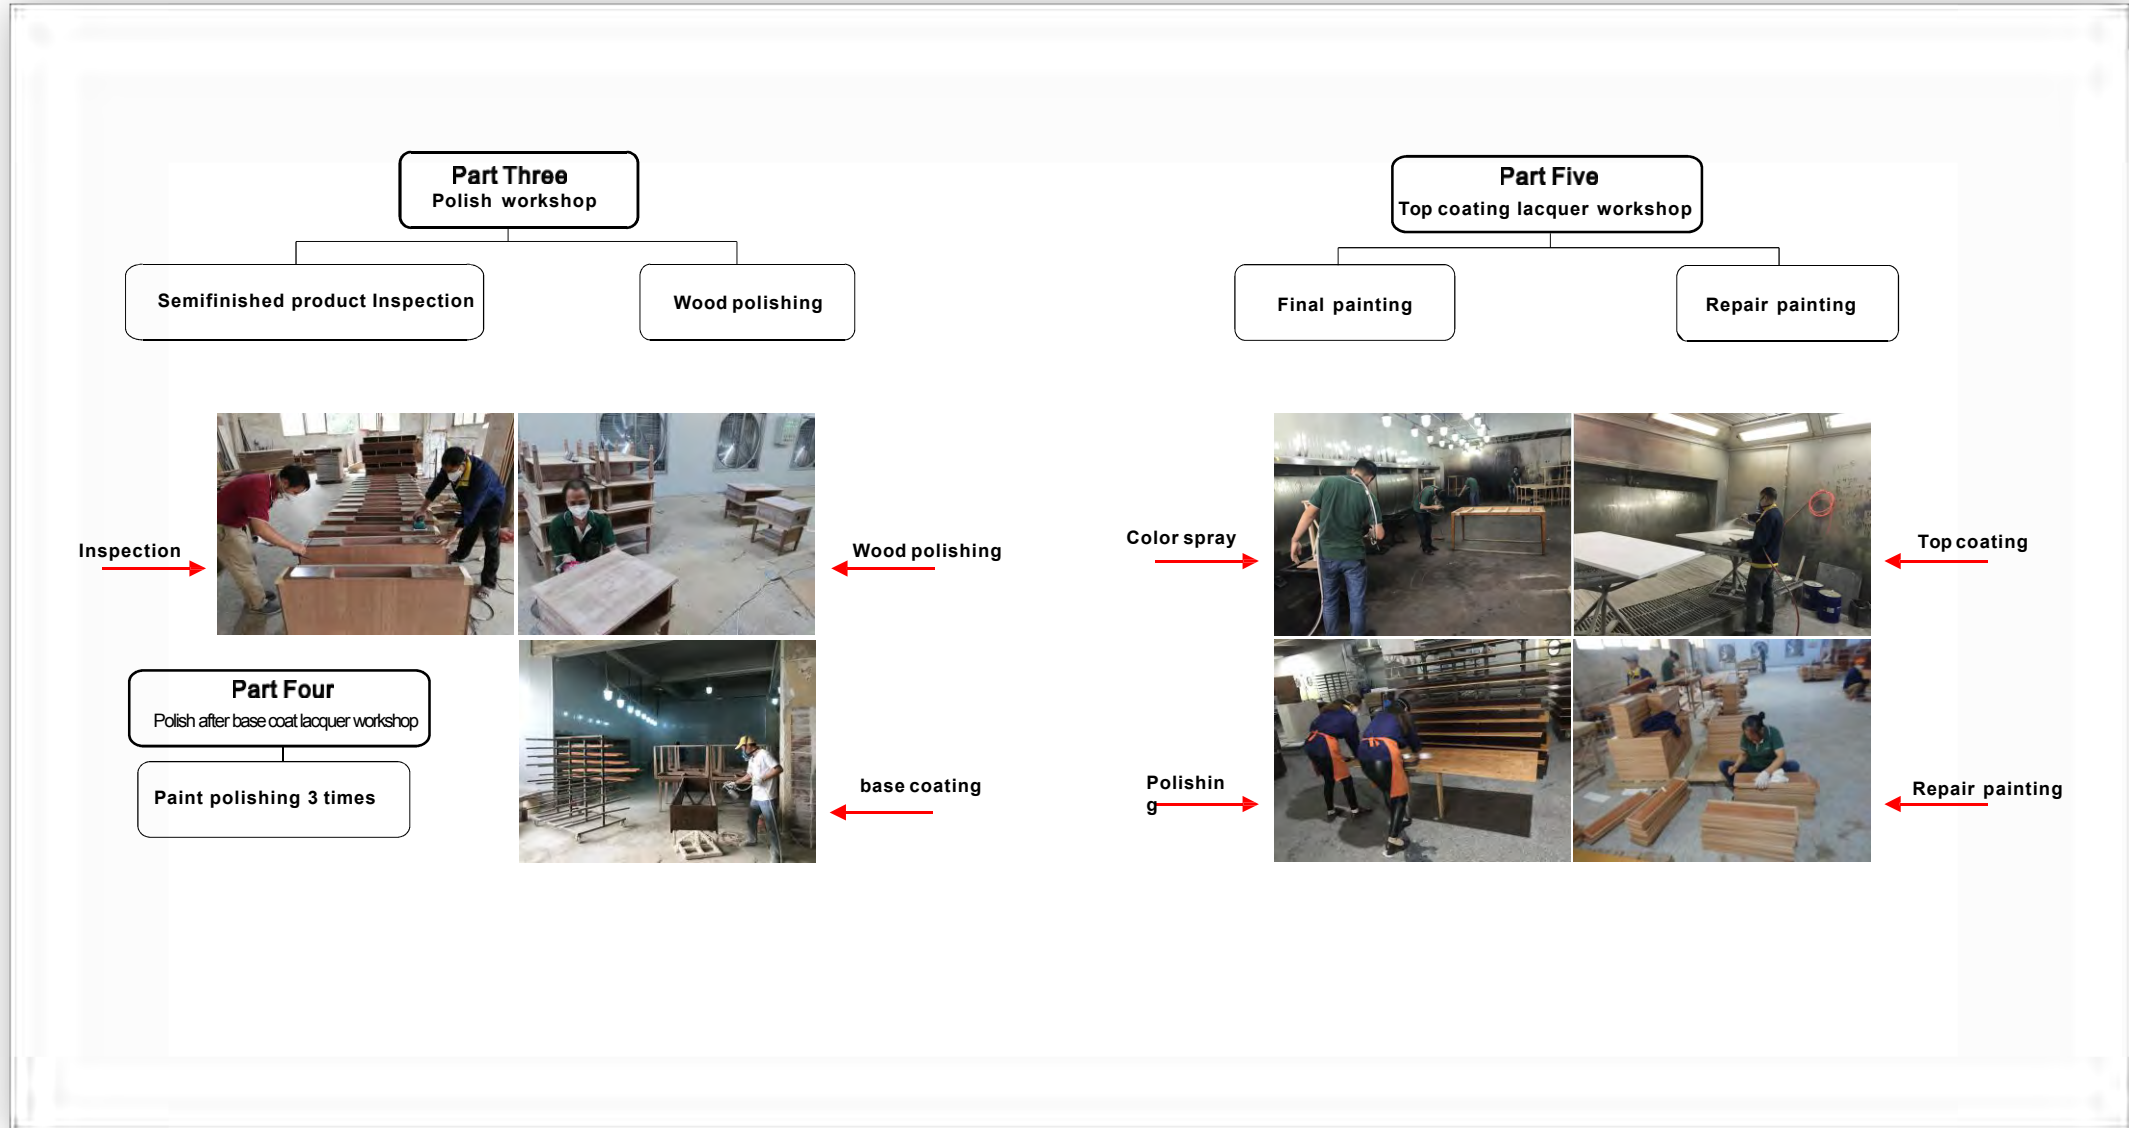 Part Three
Polish workshop
Semifinished product Inspection
Wood polishing
Inspection
Wood polishing
Part Four
Polish after base coat lacquer workshop
Paint polishing 3 times
base coating
Part Five
Top coating lacquer workshop
Final painting
Repair painting
Color spray
Top coating
Polishin
g
Repair painting